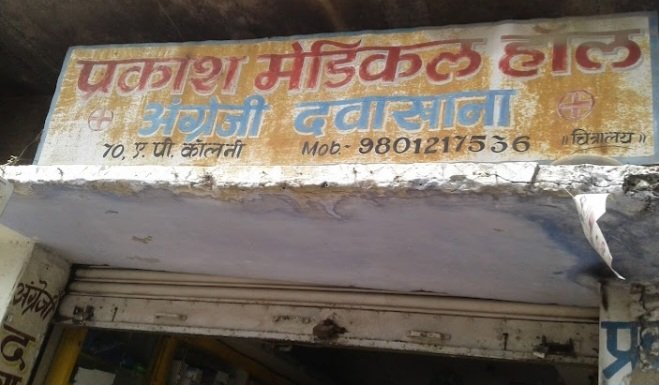 प्रकाश मेडिकल हॉल
अंग्रेजी दवाखाना
70, ए. पी. कॉलनी Mob- 9801217536 ॥चित्रालय॥
अंग्रेजी
द
प्र